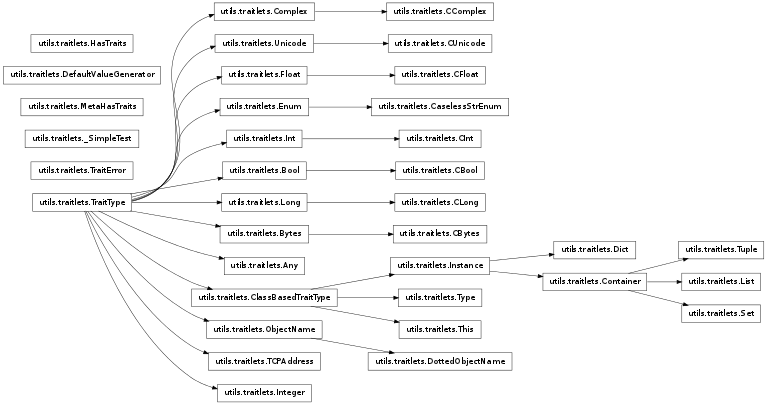 utils.traitlets.Complex
utils.traitlets.CComplex
utils.traitlets.HasTraits
utils.traitlets.Unicode
utils.traitlets.CUnicode
utils.traitlets.DefaultValueGenerator
utils.traitlets.Float
utils.traitlets.CFloat
utils.traitlets.MetaHasTraits
utils.traitlets.Enum
utils.traitlets.CaselessStrEnum
utils.traitlets._SimpleTest
utils.traitlets.Int
utils.traitlets.CInt
utils.traitlets.TraitError
utils.traitlets.Bool
utils.traitlets.CBool
utils.traitlets.TraitType
utils.traitlets.Long
utils.traitlets.CLong
utils.traitlets.Bytes
utils.traitlets.CBytes
utils.traitlets.Dict
utils.traitlets.Tuple
utils.traitlets.Any
utils.traitlets.Instance
utils.traitlets.Container
utils.traitlets.List
utils.traitlets.ClassBasedTraitType
utils.traitlets.Type
utils.traitlets.Set
utils.traitlets.ObjectName
utils.traitlets.This
utils.traitlets.TCPAddress
utils.traitlets.DottedObjectName
utils.traitlets.Integer